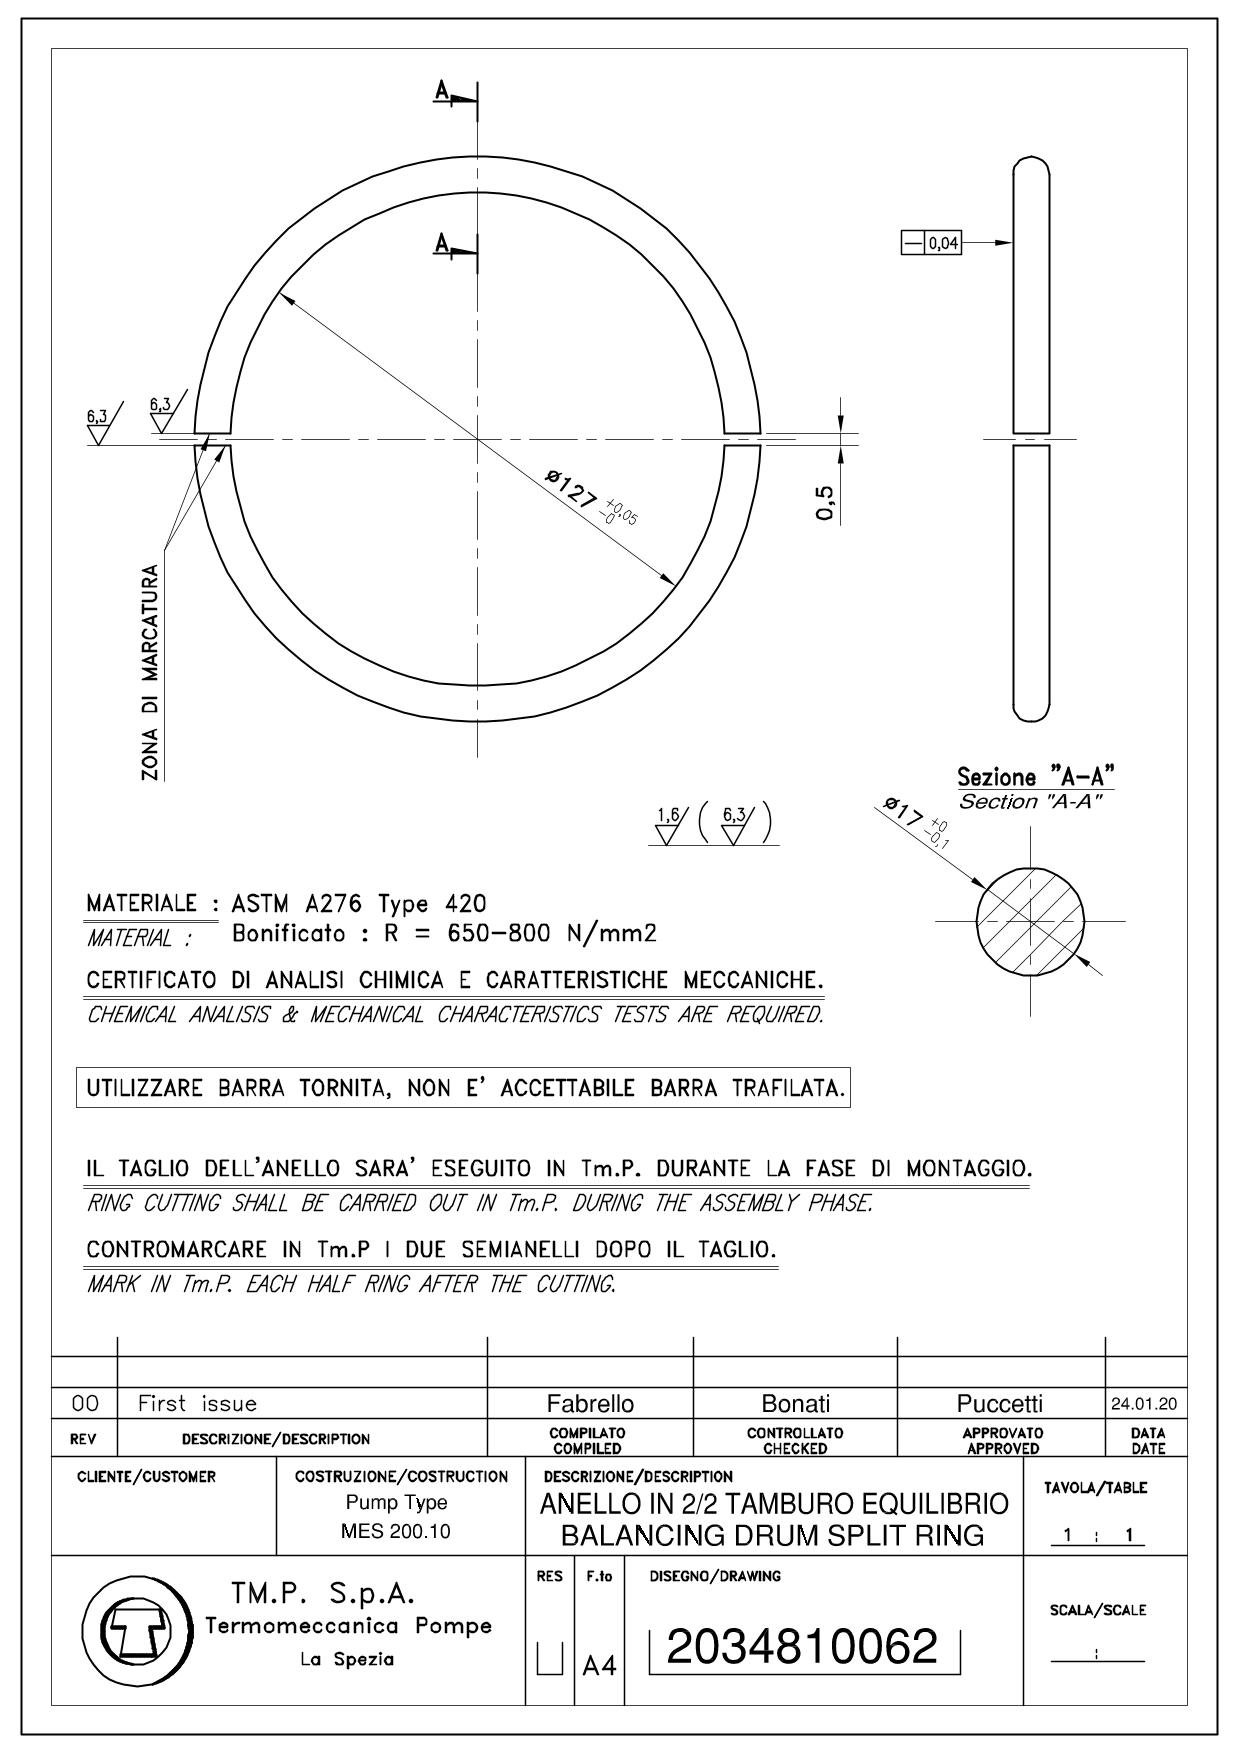 A
A
0,04
6,3
6,3
ø127 +0,05 -0
0,5
ZONA DI MARCATURA
Sezione "A-A"
Section "A-A"
1,6 ( 6,3 )
ø17 +0 -0,1
MATERIALE : ASTM A276 Type 420
MATERIAL : Bonificato : R = 650-800 N/mm2
CERTIFICATO DI ANALISI CHIMICA E CARATTERISTICHE MECCANICHE.
CHEMICAL ANALISIS & MECHANICAL CHARACTERISTICS TESTS ARE REQUIRED.
UTILIZZARE BARRA TORNITA, NON E' ACCETTABILE BARRA TRAFILATA.
IL TAGLIO DELL'ANELLO SARA' ESEGUITO IN Tm.P. DURANTE LA FASE DI MONTAGGIO.
RING CUTTING SHALL BE CARRIED OUT IN Tm.P. DURING THE ASSEMBLY PHASE.
CONTROMARCARE IN Tm.P I DUE SEMIANELLI DOPO IL TAGLIO.
MARK IN Tm.P. EACH HALF RING AFTER THE CUTTING.
00 First issue Fabrello Bonati Puccetti 24.01.20
REV DESCRIZIONE/DESCRIPTION COMPILATO COMPILED CONTROLLATO CHECKED APPROVATO APPROVED DATA DATE
CLIENTE/CUSTOMER
COSTRUZIONE/COSTRUCTION
Pump Type
MES 200.10
DESCRIZIONE/DESCRIPTION
ANELLO IN 2/2 TAMBURO EQUILIBRIO
BALANCING DRUM SPLIT RING
TAVOLA/TABLE
1 : 1
TM.P. S.p.A.
Termomeccanica Pompe
La Spezia
RES
F.to
A4
DISEGNO/DRAWING
2034810062
SCALA/SCALE
: